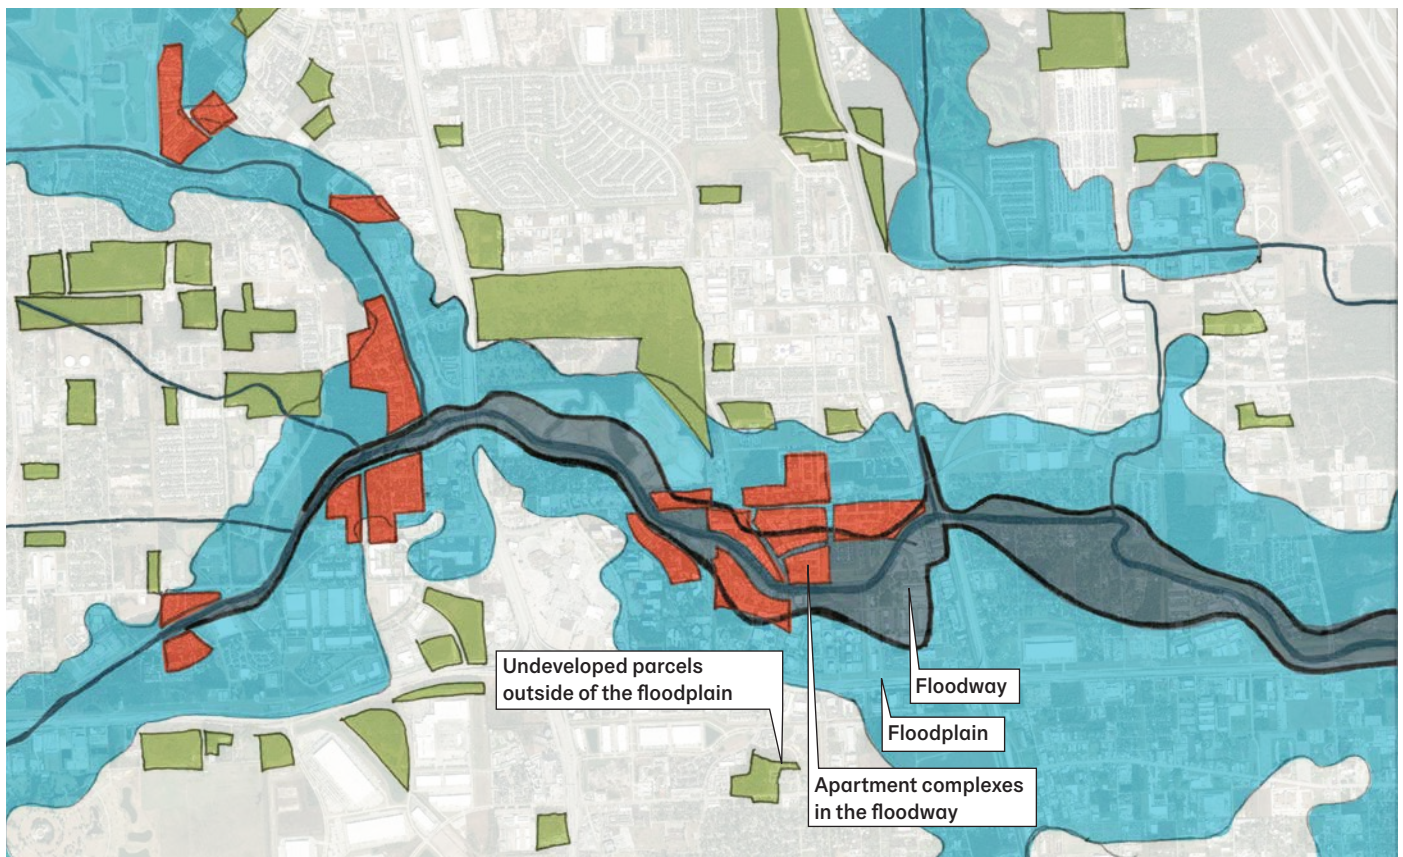 Undeveloped parcels
outside of the floodplain
Floodway
Floodplain
Apartment complexes
in the floodway